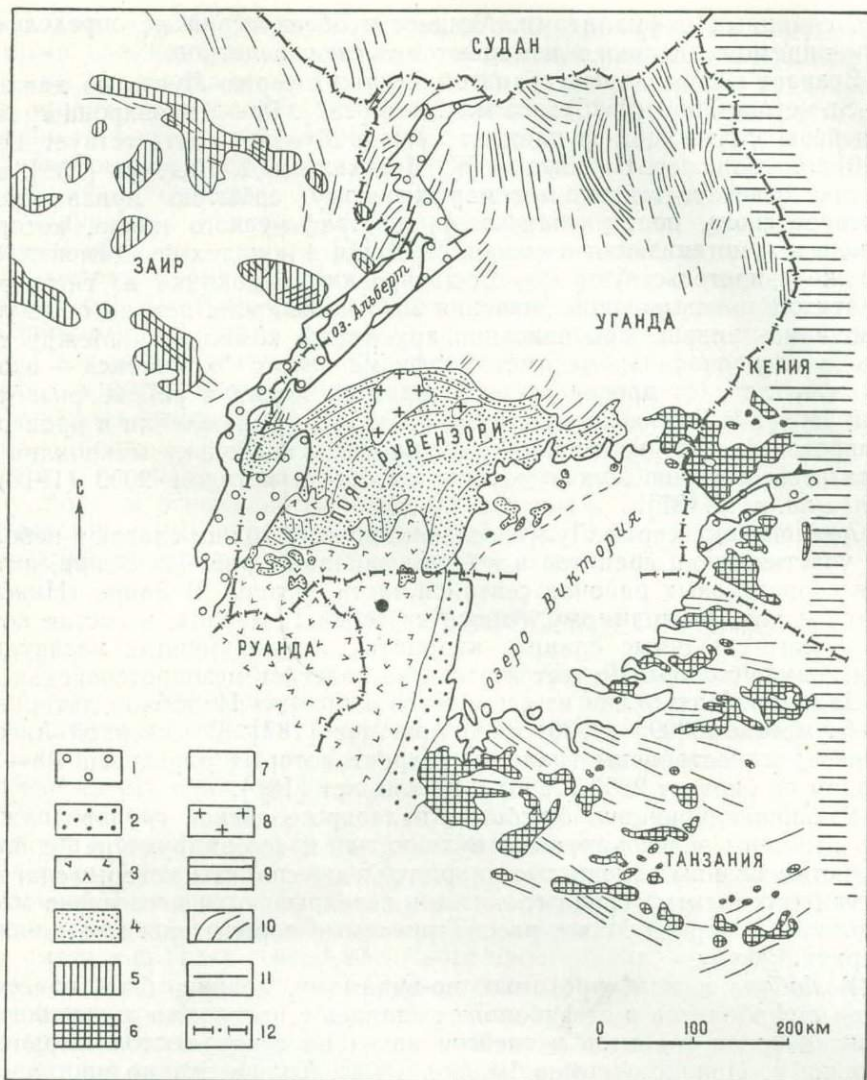 СУДАН
ЗАИР
оз. Альберт
УГАНДА
КЕНИЯ
ПОЯС РУВЕНЗОРИ
С
озеро Виктория
РУАНДА
ТАНЗАНИЯ
1 7
2 8
3 9
4 10
5 11
6 12
0 100 200 КМ